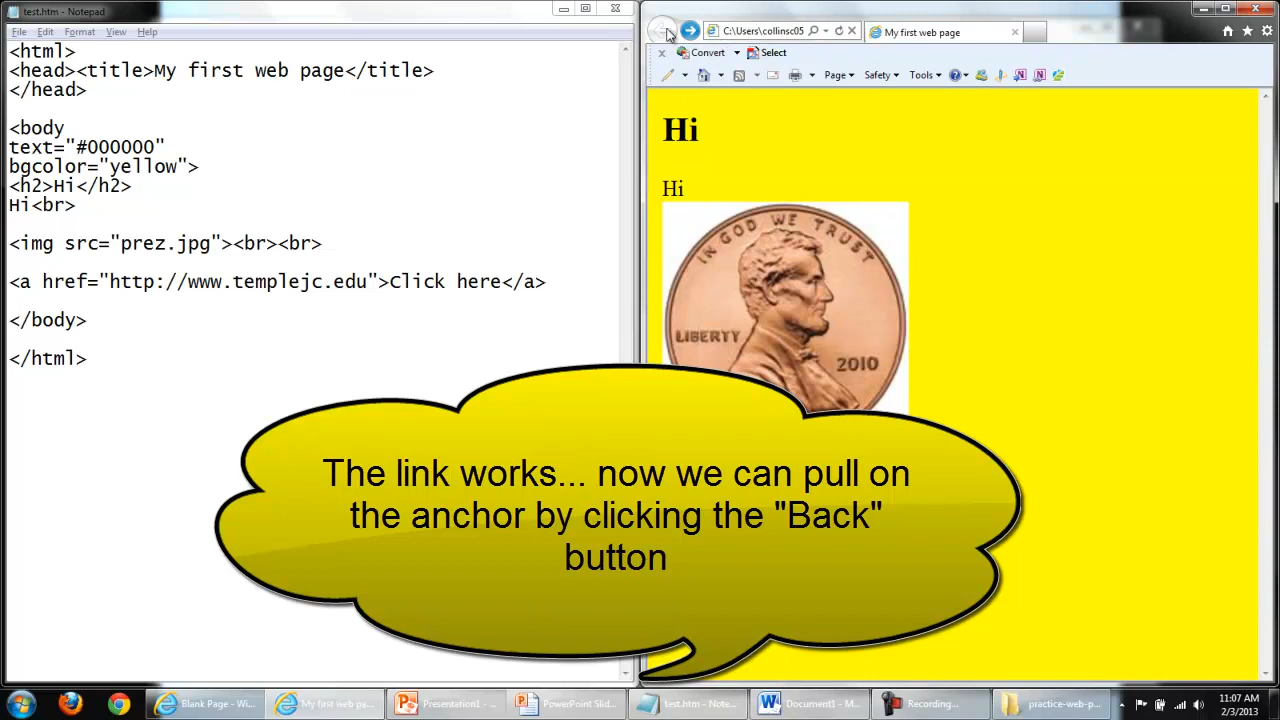 test.htm - Notepad
File Edit Format View Help
<html>
<head><title>My first web page</title>
</head>
<body
text="#000000"
bgcolor="yellow">
<h2>Hi</h2>
Hi<br>
<img src="prez.jpg"><br><br>
<a href="http://www.templejc.edu">Click here</a>
</body>
</html>
C:\Users\collinsc05
My first web page
Convert Select
Page Safety Tools
Hi
Hi
IN GOD WE TRUST
LIBERTY
2010
The link works... now we can pull on
the anchor by clicking the "Back"
button
Blank Page - Wi... My first web pa... Presentation1 - ... PowerPoint Slid... test.htm - Note... Document1 - M... Recording... practice-web-p...
11:07 AM
2/3/2013